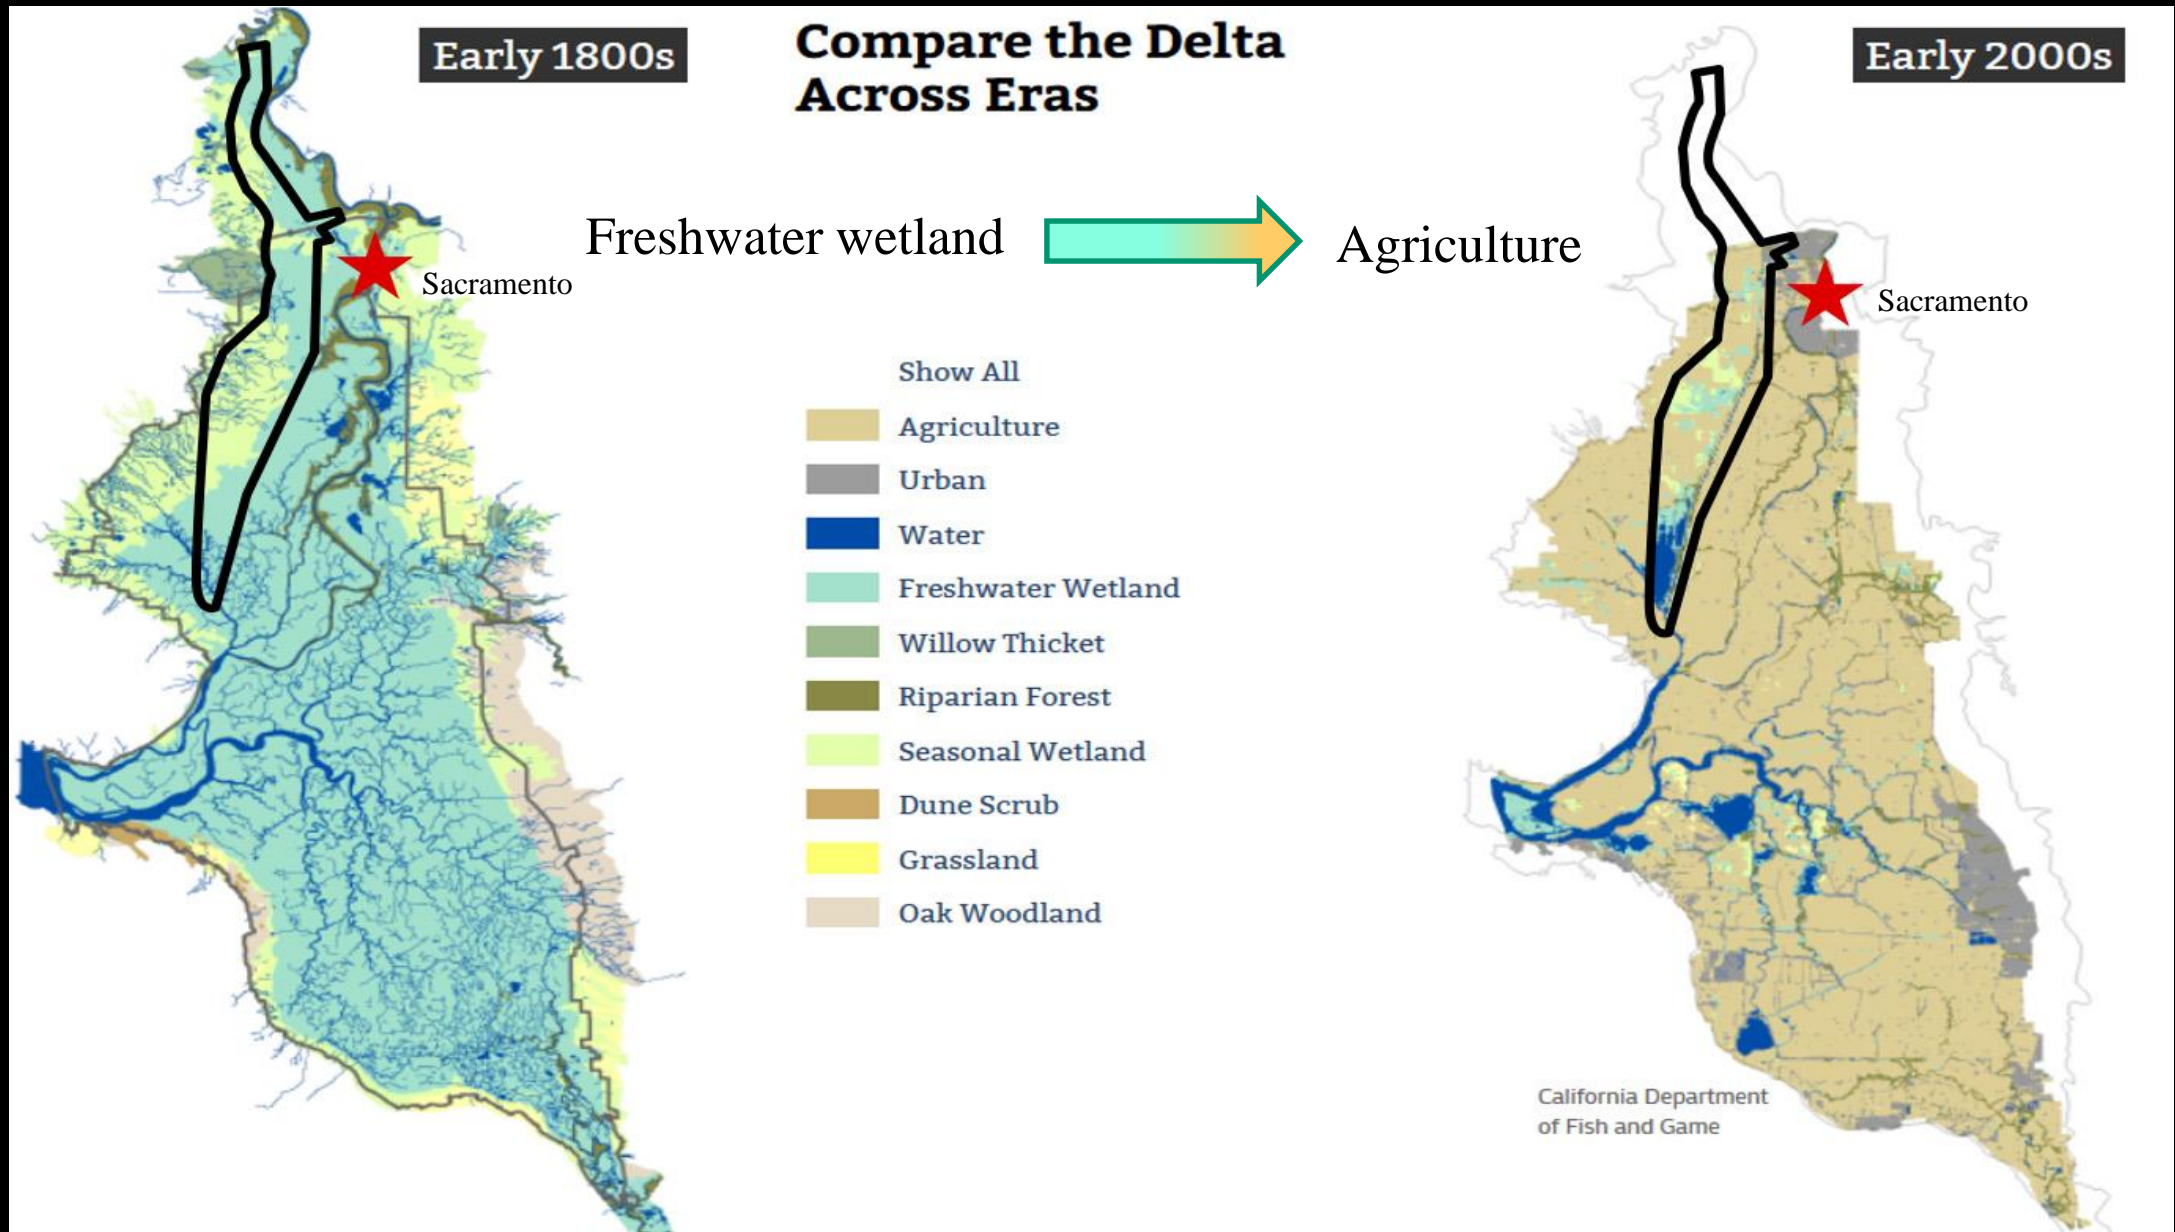 Early 1800s
Compare the Delta
Across Eras
Early 2000s
Freshwater wetland
Agriculture
Sacramento
Sacramento
Show All
Agriculture
Urban
Water
Freshwater Wetland
Willow Thicket
Riparian Forest
Seasonal Wetland
Dune Scrub
Grassland
Oak Woodland
California Department
of Fish and Game